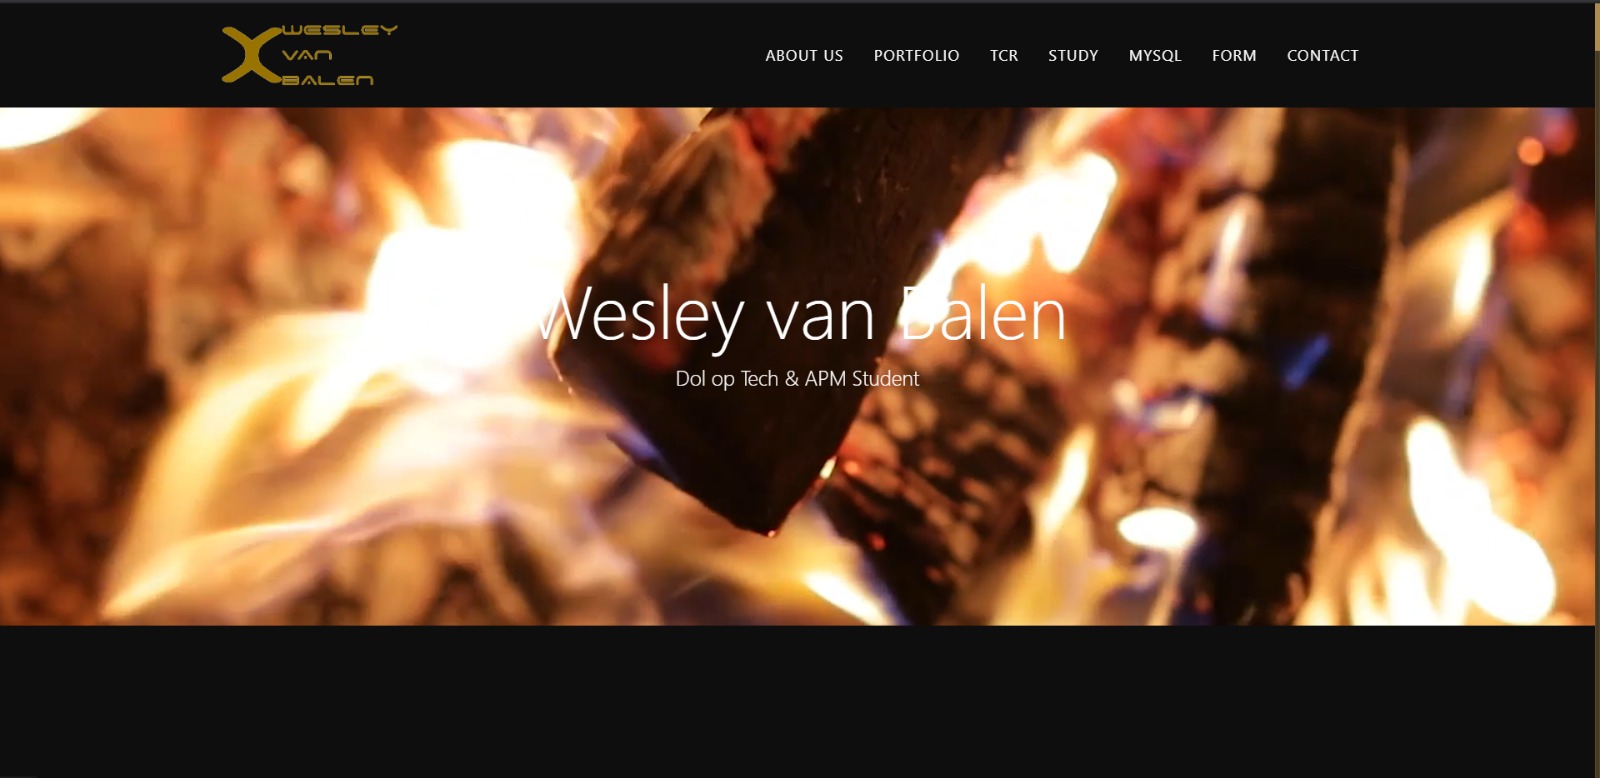 WESLEY
VAN
BALEN
ABOUT US PORTFOLIO TCR STUDY MYSQL FORM CONTACT
Wesley van Balen
Dol op Tech & APM Student